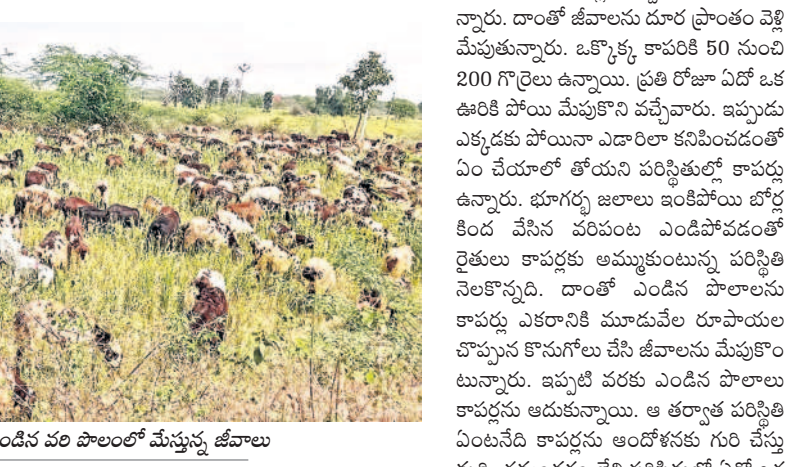 న్నారు. దాంతో జీవాలను దూర ప్రాంతం వెళ్లి
మేపుతున్నారు. ఒక్కొక్క కాపరికి 50 నుంచి
200 గొర్రెలు ఉన్నాయి. ప్రతి రోజూ ఏదో ఒక
ఊరికి పోయి మేపుకొని వచ్చేవారు. ఇప్పుడు
ఎక్కడకు పోయినా ఎడారిలా కనిపించడంతో
ఏం చేయాలో తోయని పరిస్థితుల్లో కాపర్లు
ఉన్నారు. భూగర్భ జలాలు ఇంకిపోయి బోర్ల
కింద వేసిన వరిపంట ఎండిపోవడంతో
రైతులు కాపర్లకు అమ్ముకుంటున్న పరిస్థితి
నెలకొన్నది. దాంతో ఎండిన పొలాలను
కాపర్లు ఎకరానికి మూడువేల రూపాయల
చొప్పున కొనుగోలు చేసి జీవాలను మేపుకొం
టున్నారు. ఇప్పటి వరకు ఎండిన పొలాలు
కాపర్లను ఆదుకున్నాయి. ఆ తర్వాత పరిస్థితి
ఏంటనేది కాపర్లను ఆందోళనకు గురి చేస్తు
ండిన వరి పొలంలో మేస్తున్న జీవాలు